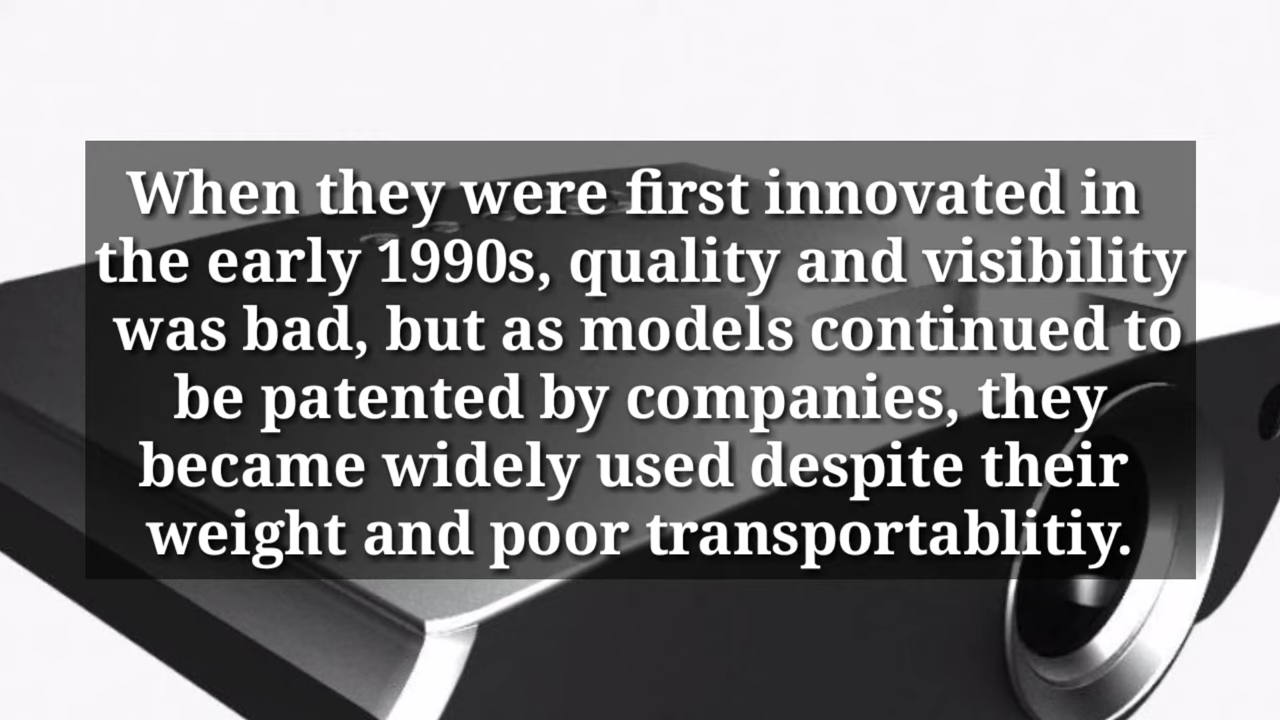 When they were first innovated in
the early 1990s, quality and visibility
was bad, but as models continued to
be patented by companies, they
became widely used despite their
weight and poor transportablitiy.